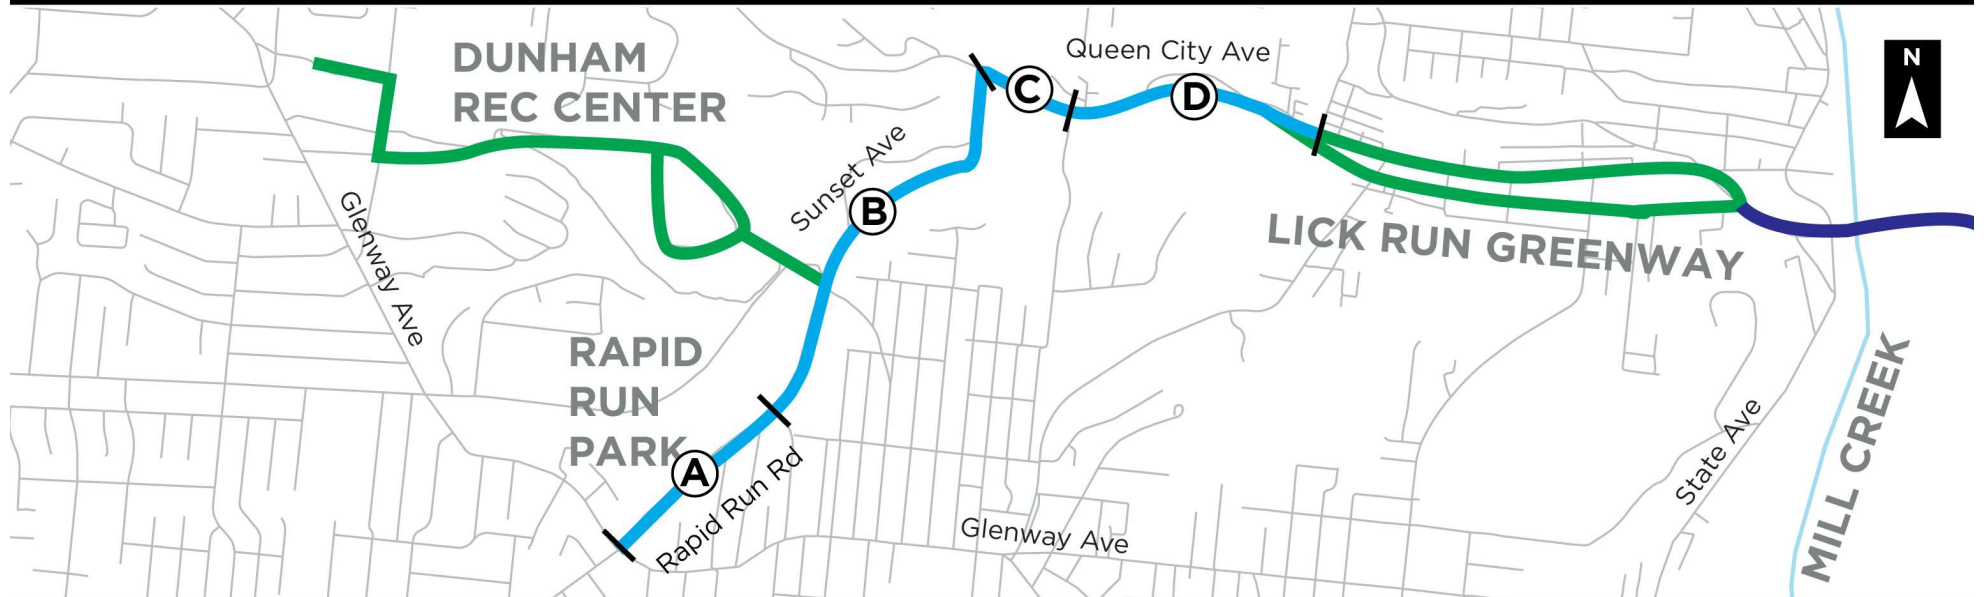 DUNHAM
REC CENTER
Queen City Ave
N
C
D
Sunset Ave
B
Glenway Ave
LICK RUN GREENWAY
RAPID
RUN
PARK
A
Rapid Run Rd
Glenway Ave
State Ave
MILL CREEK